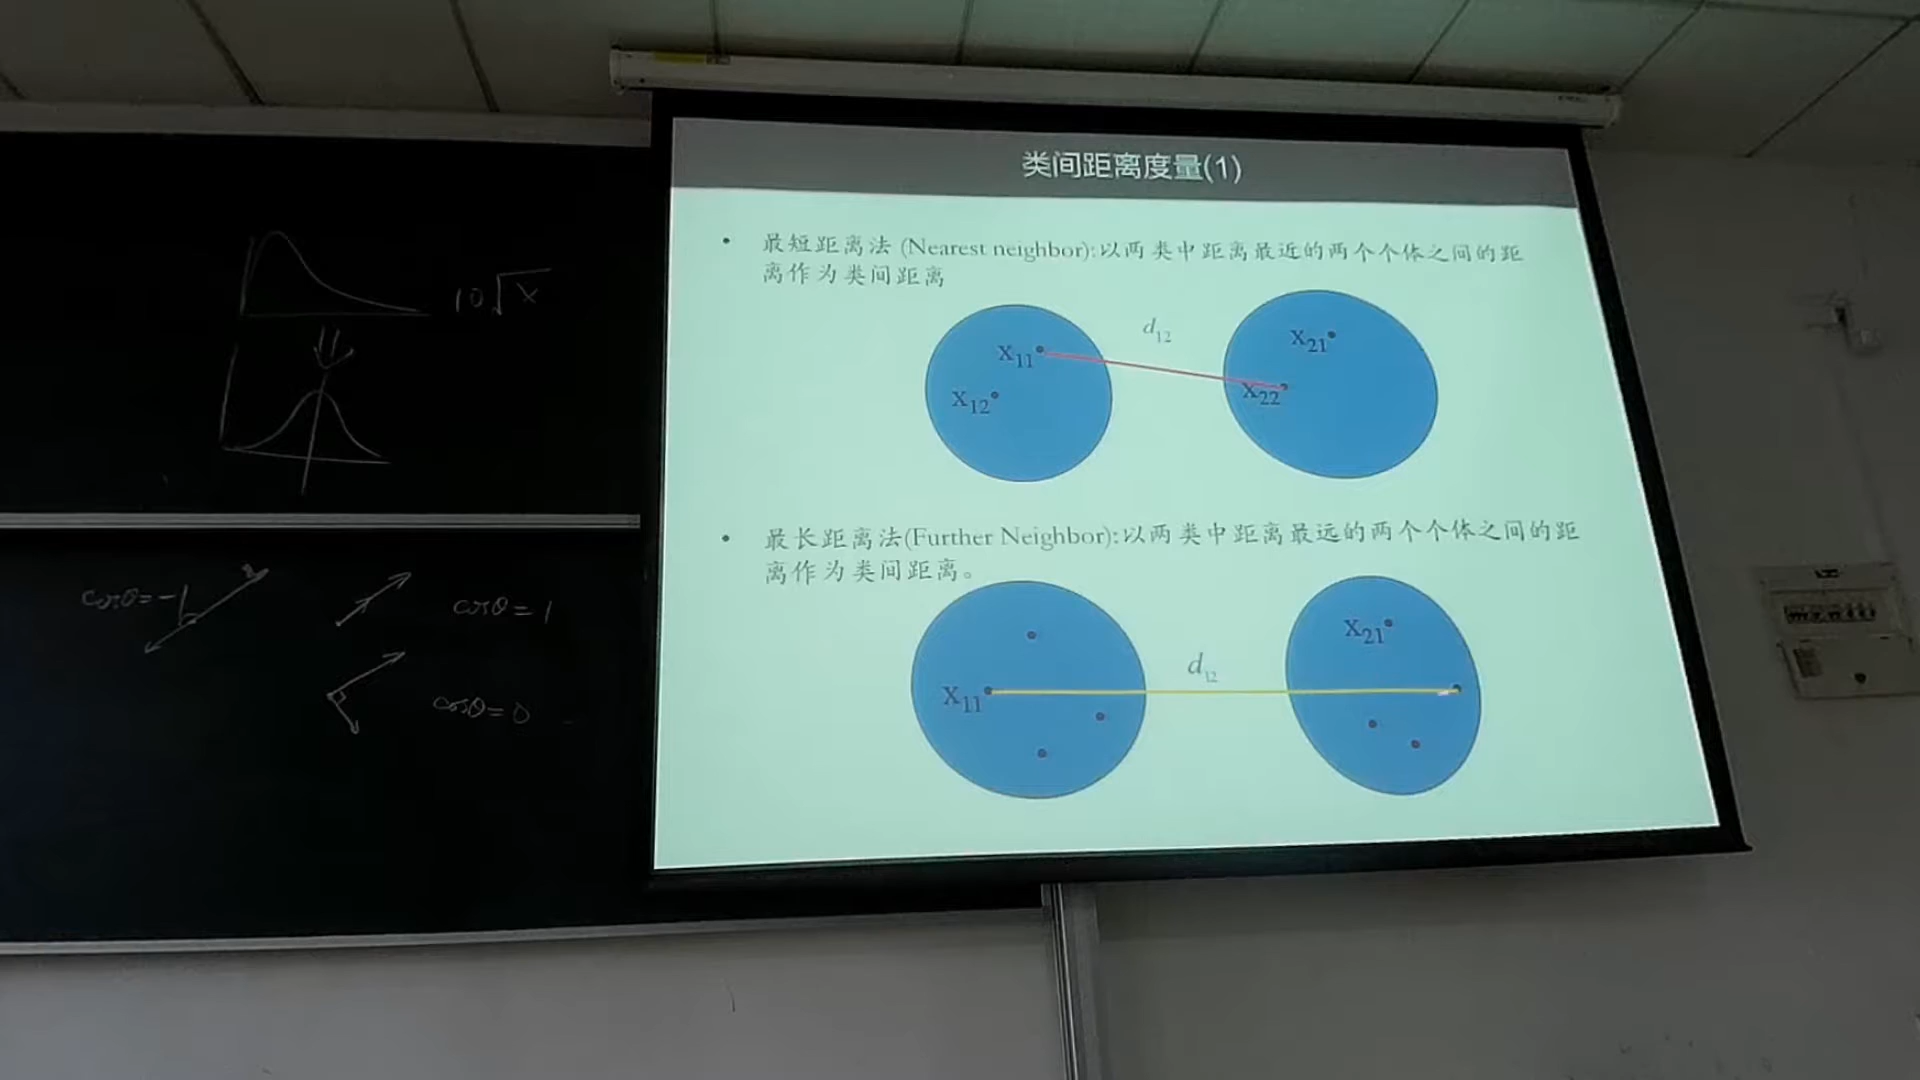 类间距离度量(1)
• 最短距离法 (Nearest neighbor):以两类中距离最近的两个个体之间的距
离作为类间距离
d12
X11
X12
X21
X22
• 最长距离法(Further Neighbor):以两类中距离最远的两个个体之间的距
离作为类间距离。
X21
d12
X11
10√x
cosθ=-1
cosθ=1
cosθ=0